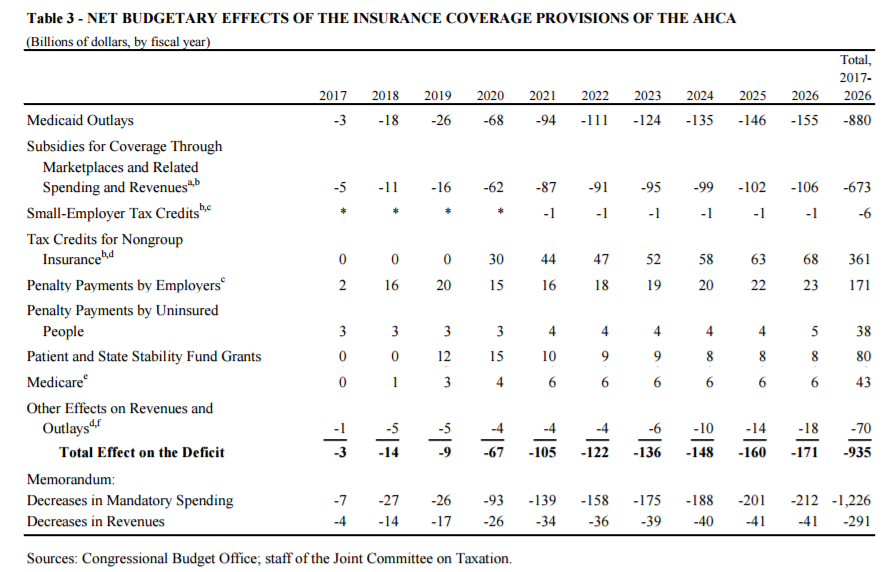 Table 3 - NET BUDGETARY EFFECTS OF THE INSURANCE COVERAGE PROVISIONS OF THE AHCA
(Billions of dollars, by fiscal year)
Total,
2017-
2017 2018 2019 2020 2021 2022 2023 2024 2025 2026 2026
Medicaid Outlays -3 -18 -26 -68 -94 -111 -124 -135 -146 -155 -880
Subsidies for Coverage Through
Marketplaces and Related
Spending and Revenues a,b -5 -11 -16 -62 -87 -91 -95 -99 -102 -106 -673
Small-Employer Tax Credits b,c * * * * -1 -1 -1 -1 -1 -1 -6
Tax Credits for Nongroup
Insurance b,d 0 0 0 30 44 47 52 58 63 68 361
Penalty Payments by Employers c 2 16 20 15 16 18 19 20 22 23 171
Penalty Payments by Uninsured
People 3 3 3 3 4 4 4 4 4 5 38
Patient and State Stability Fund Grants 0 0 12 15 10 9 9 8 8 8 80
Medicare e 0 1 3 4 6 6 6 6 6 6 43
Other Effects on Revenues and
Outlays d,f -1 -5 -5 -4 -4 -4 -6 -10 -14 -18 -70
Total Effect on the Deficit -3 -14 -9 -67 -105 -122 -136 -148 -160 -171 -935
Memorandum:
Decreases in Mandatory Spending -7 -27 -26 -93 -139 -158 -175 -188 -201 -212 -1,226
Decreases in Revenues -4 -14 -17 -26 -34 -36 -39 -40 -41 -41 -291
Sources: Congressional Budget Office; staff of the Joint Committee on Taxation.